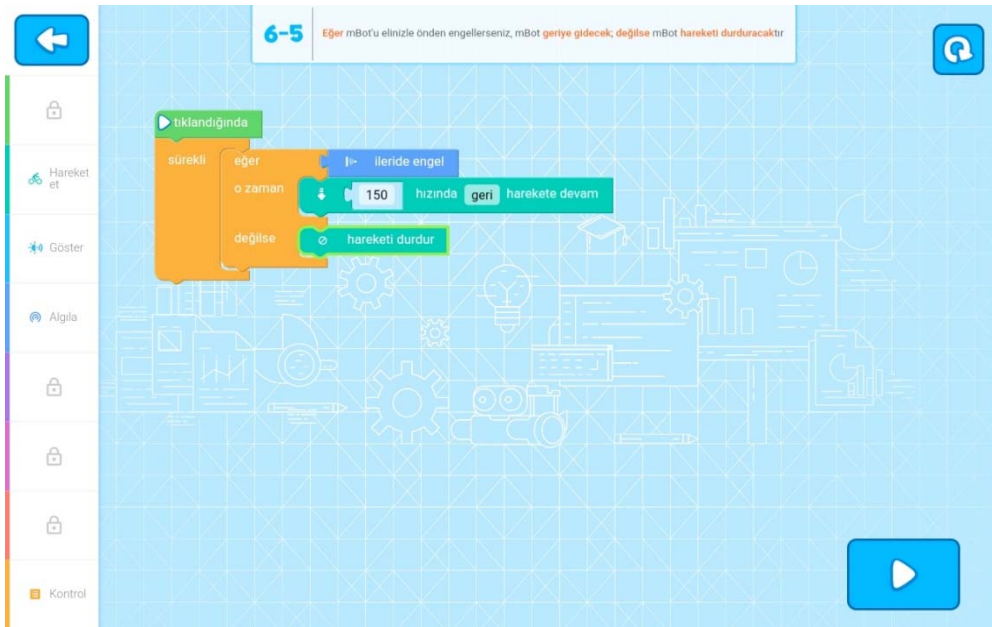 6-5
Eğer mBot'u elinizle önden engellerseniz, mBot geriye gidecek; değilse mBot hareketi durduracaktır
tıklandığında
sürekli eğer ileride engel
o zaman 150 hızında geri harekete devam
değilse hareketi durdur
Hareket
et
Göster
Algıla
Kontrol